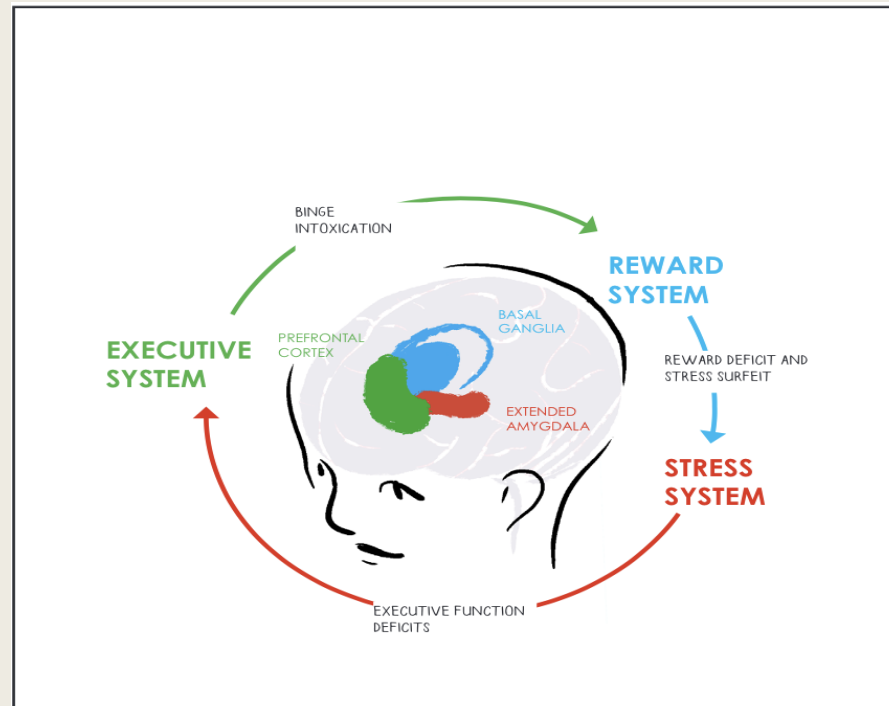 BINGE
INTOXICATION
REWARD
SYSTEM
BASAL
GANGLIA
PREFRONTAL
CORTEX
EXECUTIVE
SYSTEM
REWARD DEFICIT AND
STRESS SURFEIT
EXTENDED
AMYGDALA
STRESS
SYSTEM
EXECUTIVE FUNCTION
DEFICITS